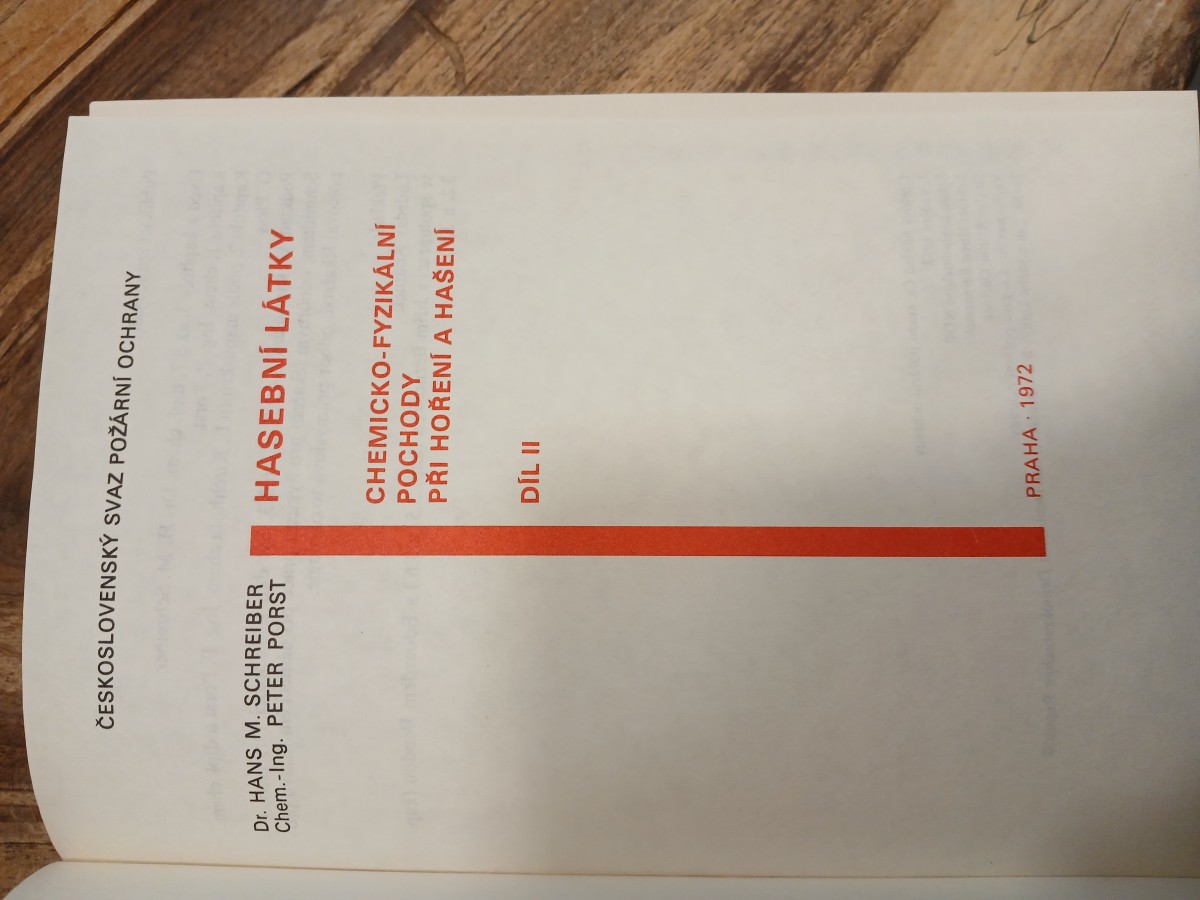 ČESKOSLOVENSKÝ SVAZ POŽÁRNÍ OCHRANY
Dr. HANS M. SCHREIBER
Chem.-Ing. PETER PORST
HASEBNÍ LÁTKY
CHEMICKO-FYZIKÁLNÍ
POCHODY
PŘI HOŘENÍ A HAŠENÍ
DÍL II
PRAHA · 1972